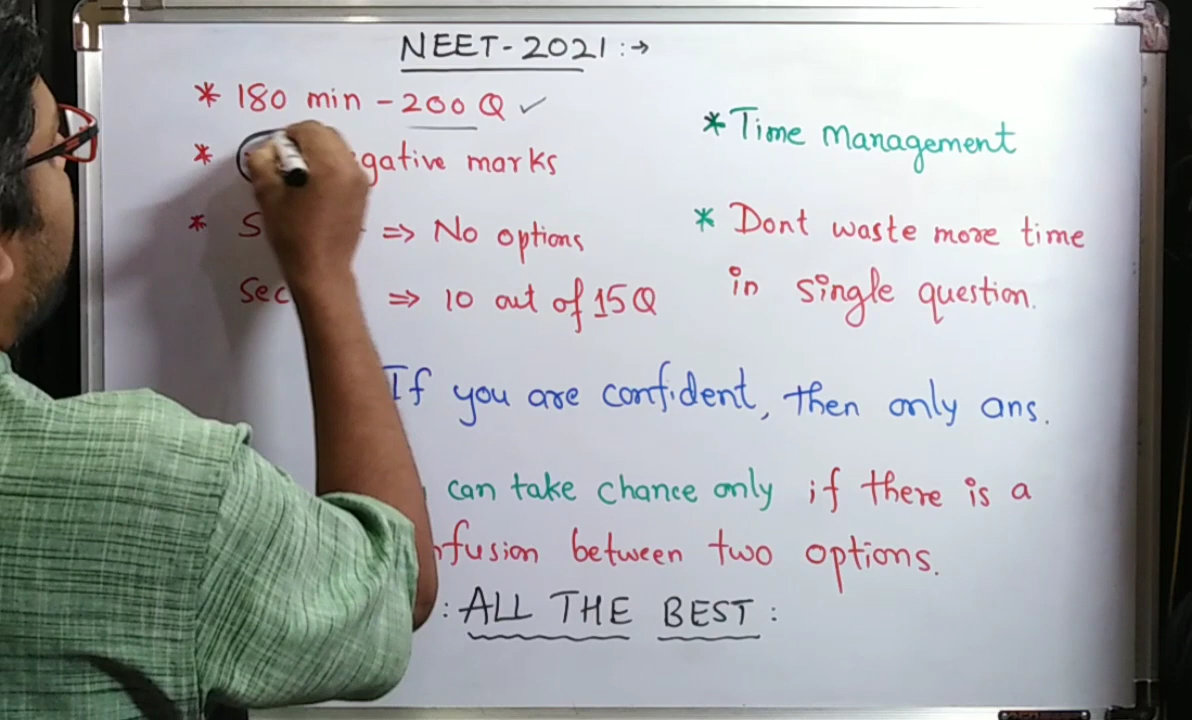 NEET-2021:→
* 180 min - 200 Q ✓
* gative marks
* S ⇒ No options
Sec ⇒ 10 out of 15Q
* Time Management
* Dont waste more time
in single question.
If you are confident, then only ans.
can take chance only if there is a
nfusion between two options.
: ALL THE BEST :